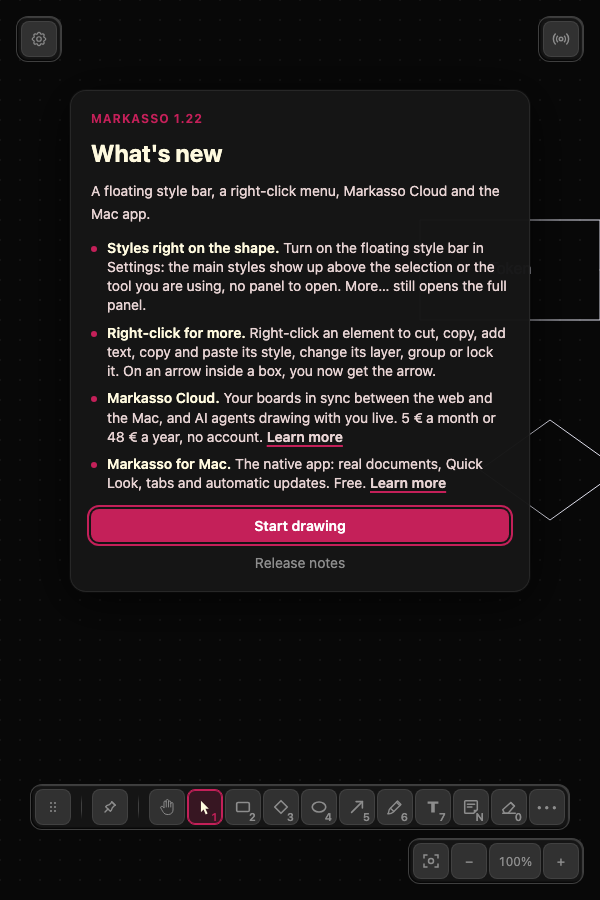 MARKASSO 1.22
What's new
A floating style bar, a right-click menu, Markasso Cloud and the
Mac app.
Styles right on the shape. Turn on the floating style bar in
Settings: the main styles show up above the selection or the
tool you are using, no panel to open. More... still opens the full
panel.
Right-click for more. Right-click an element to cut, copy, add
text, copy and paste its style, change its layer, group or lock
it. On an arrow inside a box, you now get the arrow.
Markasso Cloud. Your boards in sync between the web and
the Mac, and AI agents drawing with you live. 5 € a month or
48 € a year, no account. Learn more
Markasso for Mac. The native app: real documents, Quick
Look, tabs and automatic updates. Free. Learn more
Start drawing
Release notes
1 2 3 4 5 6 T 7 N 0
− 100% +